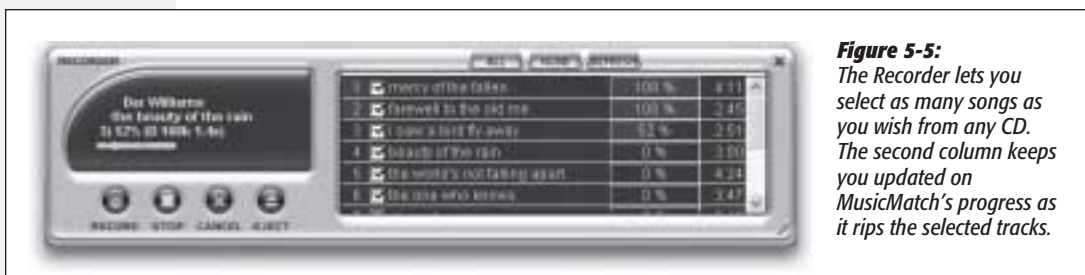 RECORDER
ALL NONE REFRESH
Dar Williams
the beauty of the rain
1 mercy of the fallen 100 % 4:11
2 farewell to the old me 100 % 2:45
3 i saw a bird fly away 52 % 2:51
4 beauty of the rain 0 % 3:00
5 the world's not falling apart 0 % 4:24
6 the one who knows 0 % 3:47
RECORD STOP CANCEL EJECT
Figure 5-5:
The Recorder lets you
select as many songs as
you wish from any CD.
The second column keeps
you updated on
MusicMatch's progress as
it rips the selected tracks.